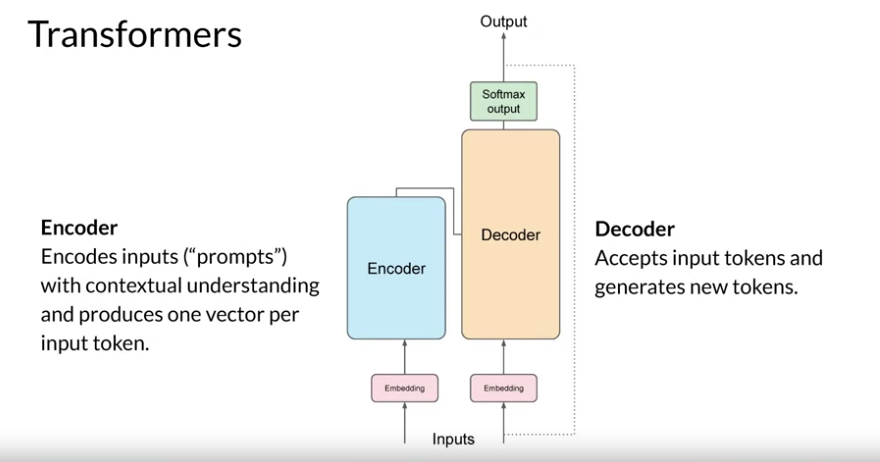 Transformers
Output
Softmax
output
Encoder
Encodes inputs (“prompts”)
with contextual understanding
and produces one vector per
input token.
Encoder
Decoder
Decoder
Accepts input tokens and
generates new tokens.
Embedding
Embedding
Inputs